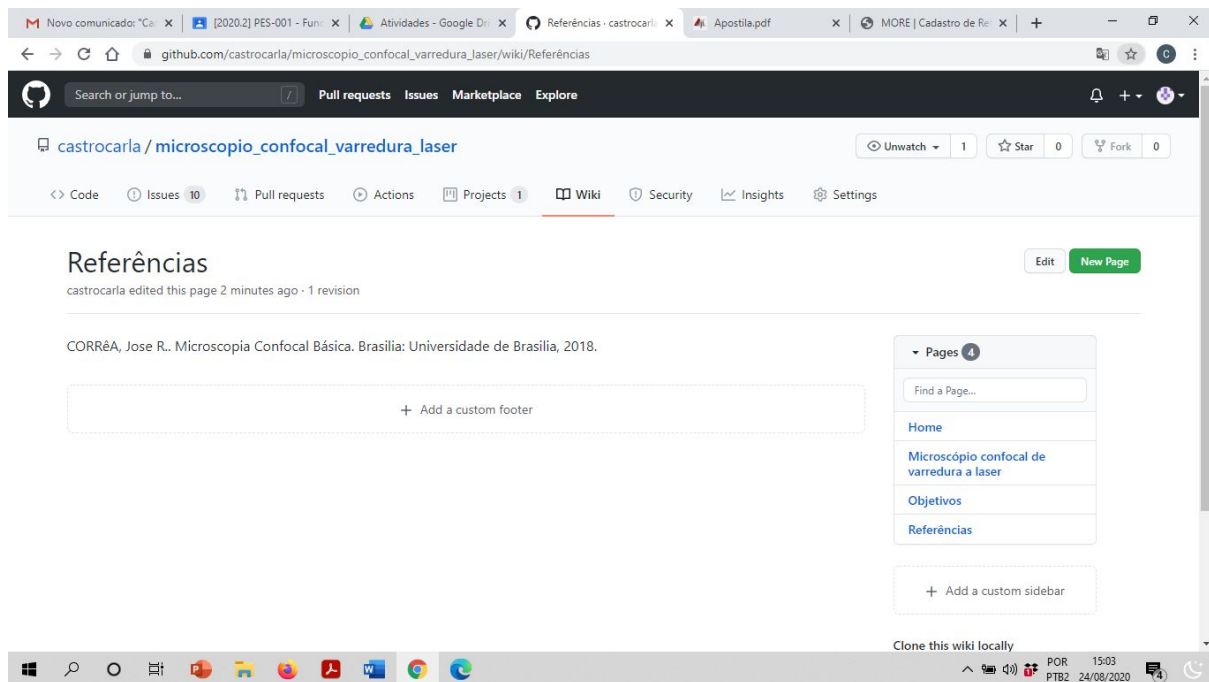 Novo comunicado: "Car
[2020.2] PES-001 - Fund
Atividades - Google Dri
Referências · castrocarla
Apostila.pdf
MORE | Cadastro de Re
github.com/castrocarla/microscopio_confocal_varredura_laser/wiki/Referências
C
Search or jump to...
/
Pull requests Issues Marketplace Explore
castrocarla / microscopio_confocal_varredura_laser
Unwatch 1 Star 0 Fork 0
<> Code Issues 10 Pull requests Actions Projects 1 Wiki Security Insights Settings
Referências
Edit New Page
castrocarla edited this page 2 minutes ago · 1 revision
CORRêA, Jose R.. Microscopia Confocal Básica. Brasilia: Universidade de Brasilia, 2018.
+ Add a custom footer
Pages 4
Find a Page...
Home
Microscópio confocal de
varredura a laser
Objetivos
Referências
+ Add a custom sidebar
Clone this wiki locally
POR 15:03
PTB2 24/08/2020
4